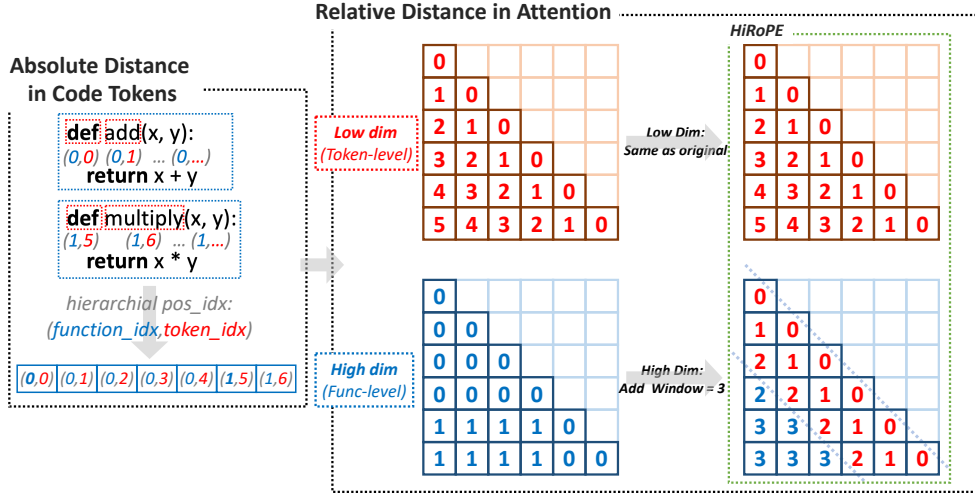 Relative Distance in Attention
HiRoPE
Absolute Distance
in Code Tokens
def add(x, y):
(0,0) (0,1) ... (0,...)
return x + y
def multiply(x, y):
(1,5) (1,6) ... (1,...)
return x * y
hierarchial pos_idx:
(function_idx,token_idx)
(0,0) (0,1) (0,2) (0,3) (0,4) (1,5) (1,6)
Low dim
(Token-level)
0
1 0
2 1 0
3 2 1 0
4 3 2 1 0
5 4 3 2 1 0
Low Dim:
Same as original
0
1 0
2 1 0
3 2 1 0
4 3 2 1 0
5 4 3 2 1 0
High dim
(Func-level)
0
0 0
0 0 0
0 0 0 0
1 1 1 1 0
1 1 1 1 0 0
High Dim:
Add Window = 3
0
1 0
2 1 0
2 2 1 0
3 3 2 1 0
3 3 3 2 1 0